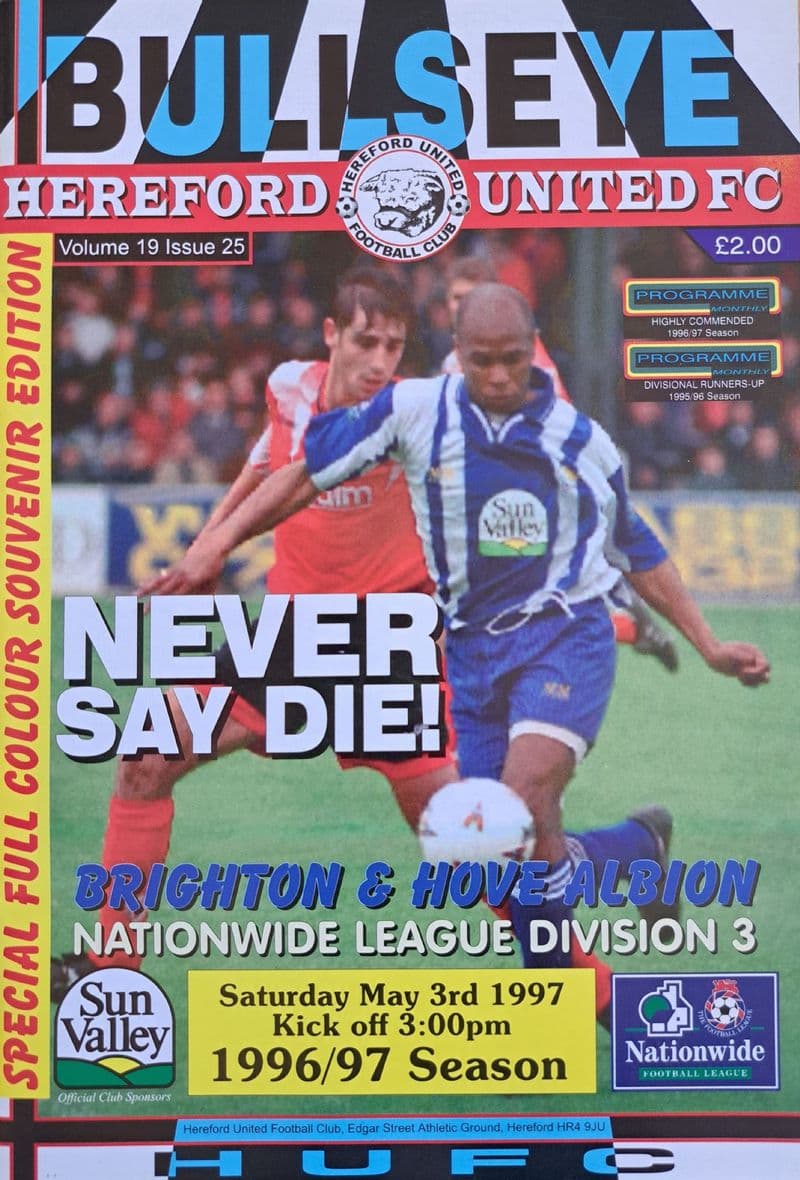 BULLSEYE
HEREFORD UNITED FC
HEREFORD UNITED
FOOTBALL CLUB
Volume 19 Issue 25
£2.00
SPECIAL FULL COLOUR SOUVENIR EDITION
PROGRAMME
MONTHLY
HIGHLY COMMENDED
1996/97 Season
PROGRAMME
MONTHLY
DIVISIONAL RUNNERS-UP
1995/96 Season
Sun
Valley
NEVER
SAY DIE!
BRIGHTON & HOVE ALBION
NATIONWIDE LEAGUE DIVISION 3
Sun
Valley
Official Club Sponsors
Saturday May 3rd 1997
Kick off 3:00pm
1996/97 Season
THE FOOTBALL LEAGUE
Nationwide
FOOTBALL LEAGUE
Hereford United Football Club, Edgar Street Athletic Ground, Hereford HR4 9JU
HUFC